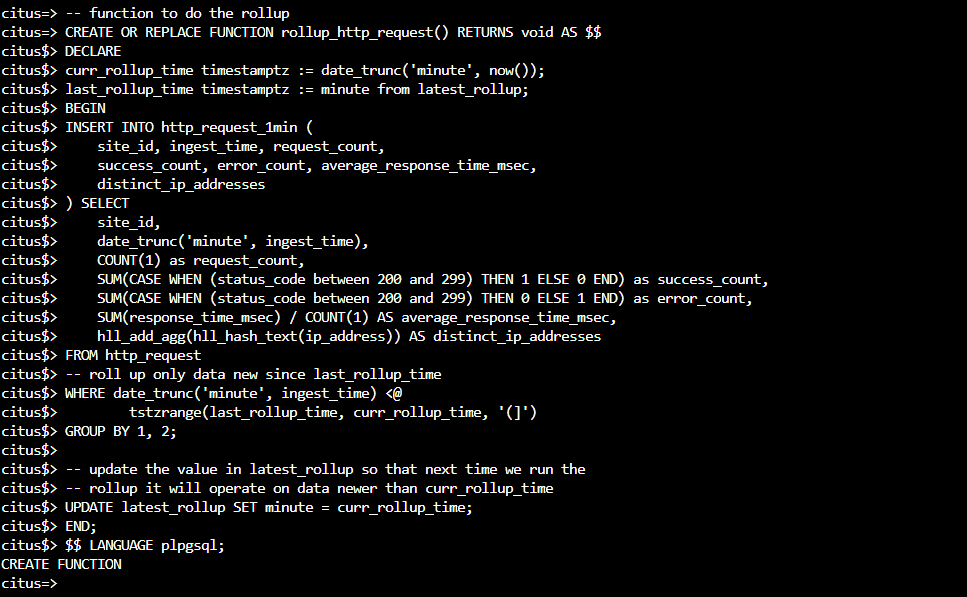 citus=> -- function to do the rollup
citus=> CREATE OR REPLACE FUNCTION rollup_http_request() RETURNS void AS $$
citus$> DECLARE
citus$> curr_rollup_time timestamptz := date_trunc('minute', now());
citus$> last_rollup_time timestamptz := minute from latest_rollup;
citus$> BEGIN
citus$> INSERT INTO http_request_1min (
citus$>     site_id, ingest_time, request_count,
citus$>     success_count, error_count, average_response_time_msec,
citus$>     distinct_ip_addresses
citus$> ) SELECT
citus$>     site_id,
citus$>     date_trunc('minute', ingest_time),
citus$>     COUNT(1) as request_count,
citus$>     SUM(CASE WHEN (status_code between 200 and 299) THEN 1 ELSE 0 END) as success_count,
citus$>     SUM(CASE WHEN (status_code between 200 and 299) THEN 0 ELSE 1 END) as error_count,
citus$>     SUM(response_time_msec) / COUNT(1) AS average_response_time_msec,
citus$>     hll_add_agg(hll_hash_text(ip_address)) AS distinct_ip_addresses
citus$> FROM http_request
citus$> -- roll up only data new since last_rollup_time
citus$> WHERE date_trunc('minute', ingest_time) <@
citus$>         tstzrange(last_rollup_time, curr_rollup_time, '(]')
citus$> GROUP BY 1, 2;
citus$>
citus$> -- update the value in latest_rollup so that next time we run the
citus$> -- rollup it will operate on data newer than curr_rollup_time
citus$> UPDATE latest_rollup SET minute = curr_rollup_time;
citus$> END;
citus$> $$ LANGUAGE plpgsql;
CREATE FUNCTION
citus=>